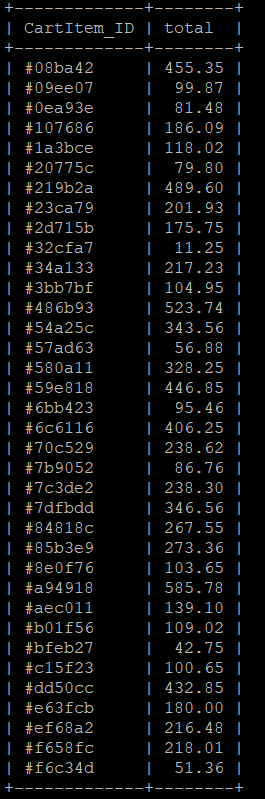 +-------------+--------+
| CartItem_ID | total  |
+-------------+--------+
| #08ba42     | 455.35 |
| #09ee07     |  99.87 |
| #0ea93e     |  81.48 |
| #107686     | 186.09 |
| #1a3bce     | 118.02 |
| #20775c     |  79.80 |
| #219b2a     | 489.60 |
| #23ca79     | 201.93 |
| #2d715b     | 175.75 |
| #32cfa7     |  11.25 |
| #34a133     | 217.23 |
| #3bb7bf     | 104.95 |
| #486b93     | 523.74 |
| #54a25c     | 343.56 |
| #57ad63     |  56.88 |
| #580a11     | 328.25 |
| #59e818     | 446.85 |
| #6bb423     |  95.46 |
| #6c6116     | 406.25 |
| #70c529     | 238.62 |
| #7b9052     |  86.76 |
| #7c3de2     | 238.30 |
| #7dfbdd     | 346.56 |
| #84818c     | 267.55 |
| #85b3e9     | 273.36 |
| #8e0f76     | 103.65 |
| #a94918     | 585.78 |
| #aec011     | 139.10 |
| #b01f56     | 109.02 |
| #bfeb27     |  42.75 |
| #c15f23     | 100.65 |
| #dd50cc     | 432.85 |
| #e63fcb     | 180.00 |
| #ef68a2     | 216.48 |
| #f658fc     | 218.01 |
| #f6c34d     |  51.36 |
+-------------+--------+